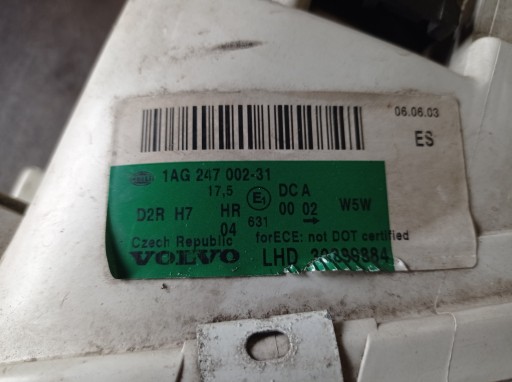 06.06.03
ES
1AG 247 002-31
17,5 E1 DC A
D2R H7 HR 00 02 W5W
04 631
Czech Republic forECE: not DOT certified
VOLVO LHD